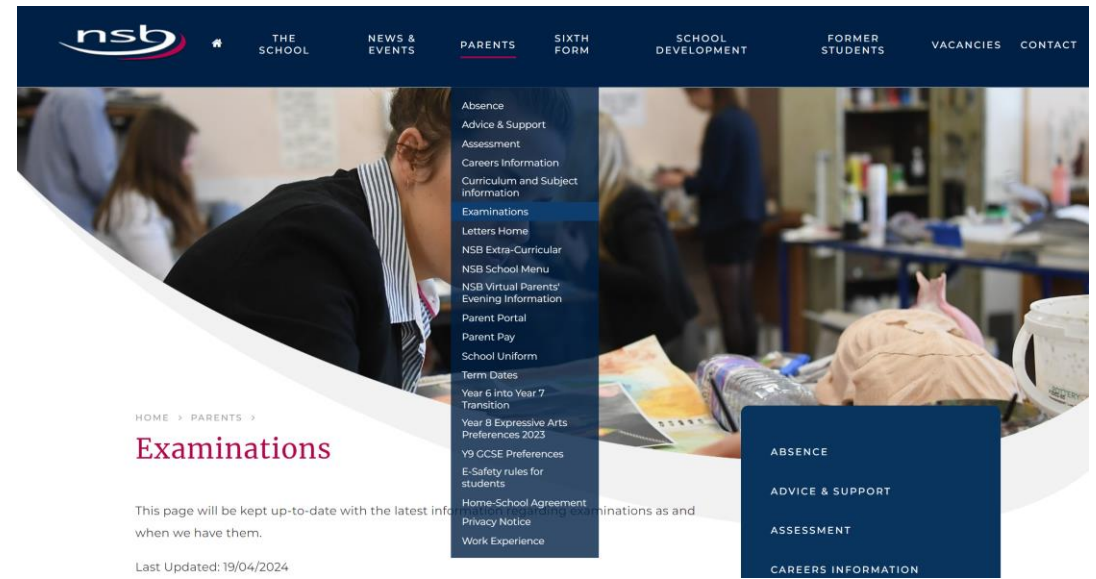 nsb
THE
SCHOOL
NEWS &
EVENTS
PARENTS
SIXTH
FORM
SCHOOL
DEVELOPMENT
FORMER
STUDENTS
VACANCIES
CONTACT
Absence
Advice & Support
Assessment
Careers Information
Curriculum and Subject
information
Examinations
Letters Home
NSB Extra-Curricular
NSB School Menu
NSB Virtual Parents'
Evening Information
Parent Portal
Parent Pay
School Uniform
Term Dates
Year 6 into Year 7
Transition
Year 8 Expressive Arts
Preferences 2023
Y9 GCSE Preferences
E-Safety rules for
students
Home-School Agreement
Privacy Notice
Work Experience
HOME > PARENTS >
Examinations
This page will be kept up-to-date with the latest information regarding examinations as and
when we have them.
Last Updated: 19/04/2024
ABSENCE
ADVICE & SUPPORT
ASSESSMENT
CAREERS INFORMATION